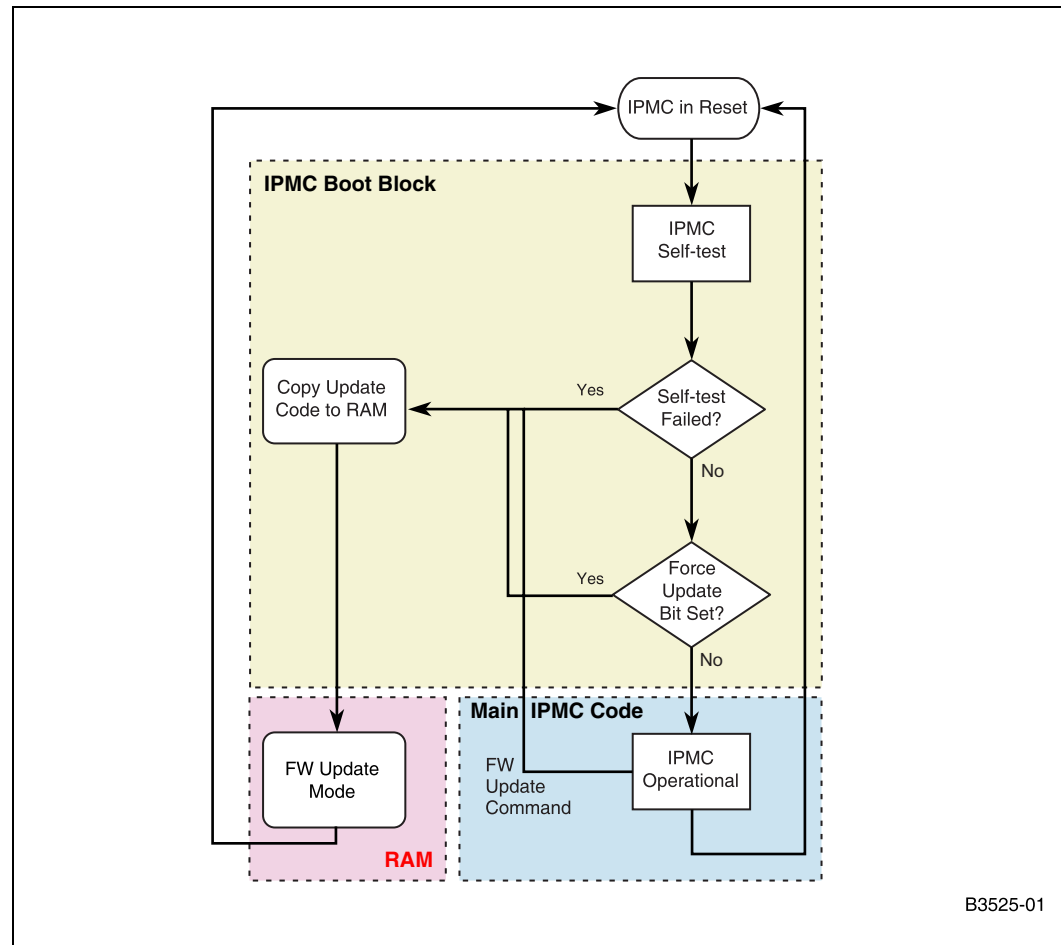 IPMC in Reset
IPMC Boot Block
IPMC
Self-test
Copy Update
Code to RAM
Yes
Self-test
Failed?
No
Yes
Force
Update
Bit Set?
No
Main IPMC Code
FW Update
Mode
RAM
FW
Update
Command
IPMC
Operational
B3525-01